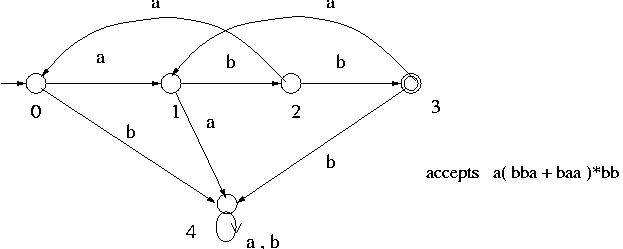 a a
a b b
0 1 2 3
b a b
accepts a( bba + baa )*bb
4 a , b